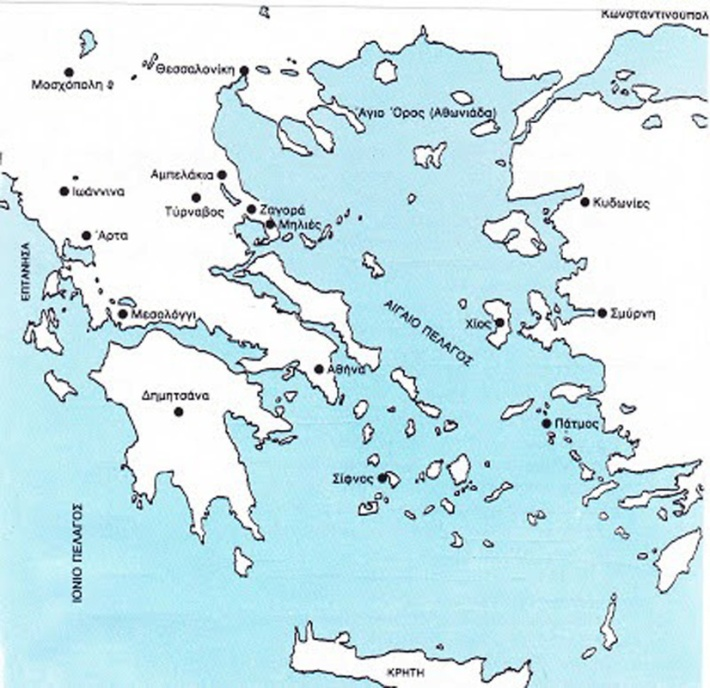 Κωνσταντινουπολ
Μοσχόπολη
Θεσσαλονίκη
Άγιο Όρος (Αθωνιάδα)
Αμπελάκια
Ιωάννινα
Τύρναβος
Ζαγορά
Μηλιές
Κυδωνίες
Άρτα
ΕΠΤΑΝΗΣΑ
Μεσολόγγι
ΑΙΓΑΙΟ ΠΕΛΑΓΟΣ
Χίος
Σμύρνη
Αθήνα
Δημητσάνα
Πάτμος
Σίφνος
ΙΟΝΙΟ ΠΕΛΑΓΟΣ
ΚΡΗΤΗ